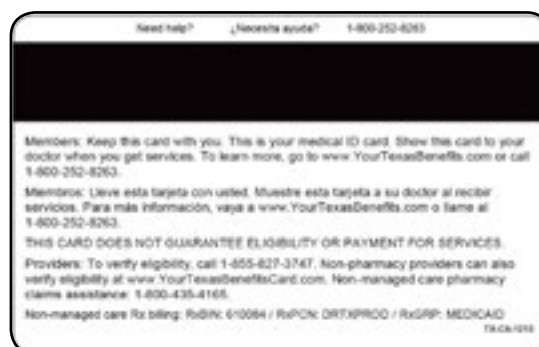 Need help? ¿Necesita ayuda? 1-800-252-8263
Members: Keep this card with you. This is your medical ID card. Show this card to your
doctor when you get services. To learn more, go to www.YourTexasBenefits.com or call
1-800-252-8263.
Miembros: Lleve esta tarjeta con usted. Muestre esta tarjeta a su doctor al recibir
servicios. Para más información, vaya a www.YourTexasBenefits.com o llame al
1-800-252-8263.
THIS CARD DOES NOT GUARANTEE ELIGIBILITY OR PAYMENT FOR SERVICES.
Providers: To verify eligibility, call 1-855-827-3747. Non-pharmacy providers can also
verify eligibility at www.YourTexasBenefitsCard.com. Non-managed care pharmacy
claims assistance: 1-800-435-4165.
Non-managed care Rx billing: RxBIN: 610084 / RxPCN: DRTXPROD / RxGRP: MEDICAID
TX-CA-1213